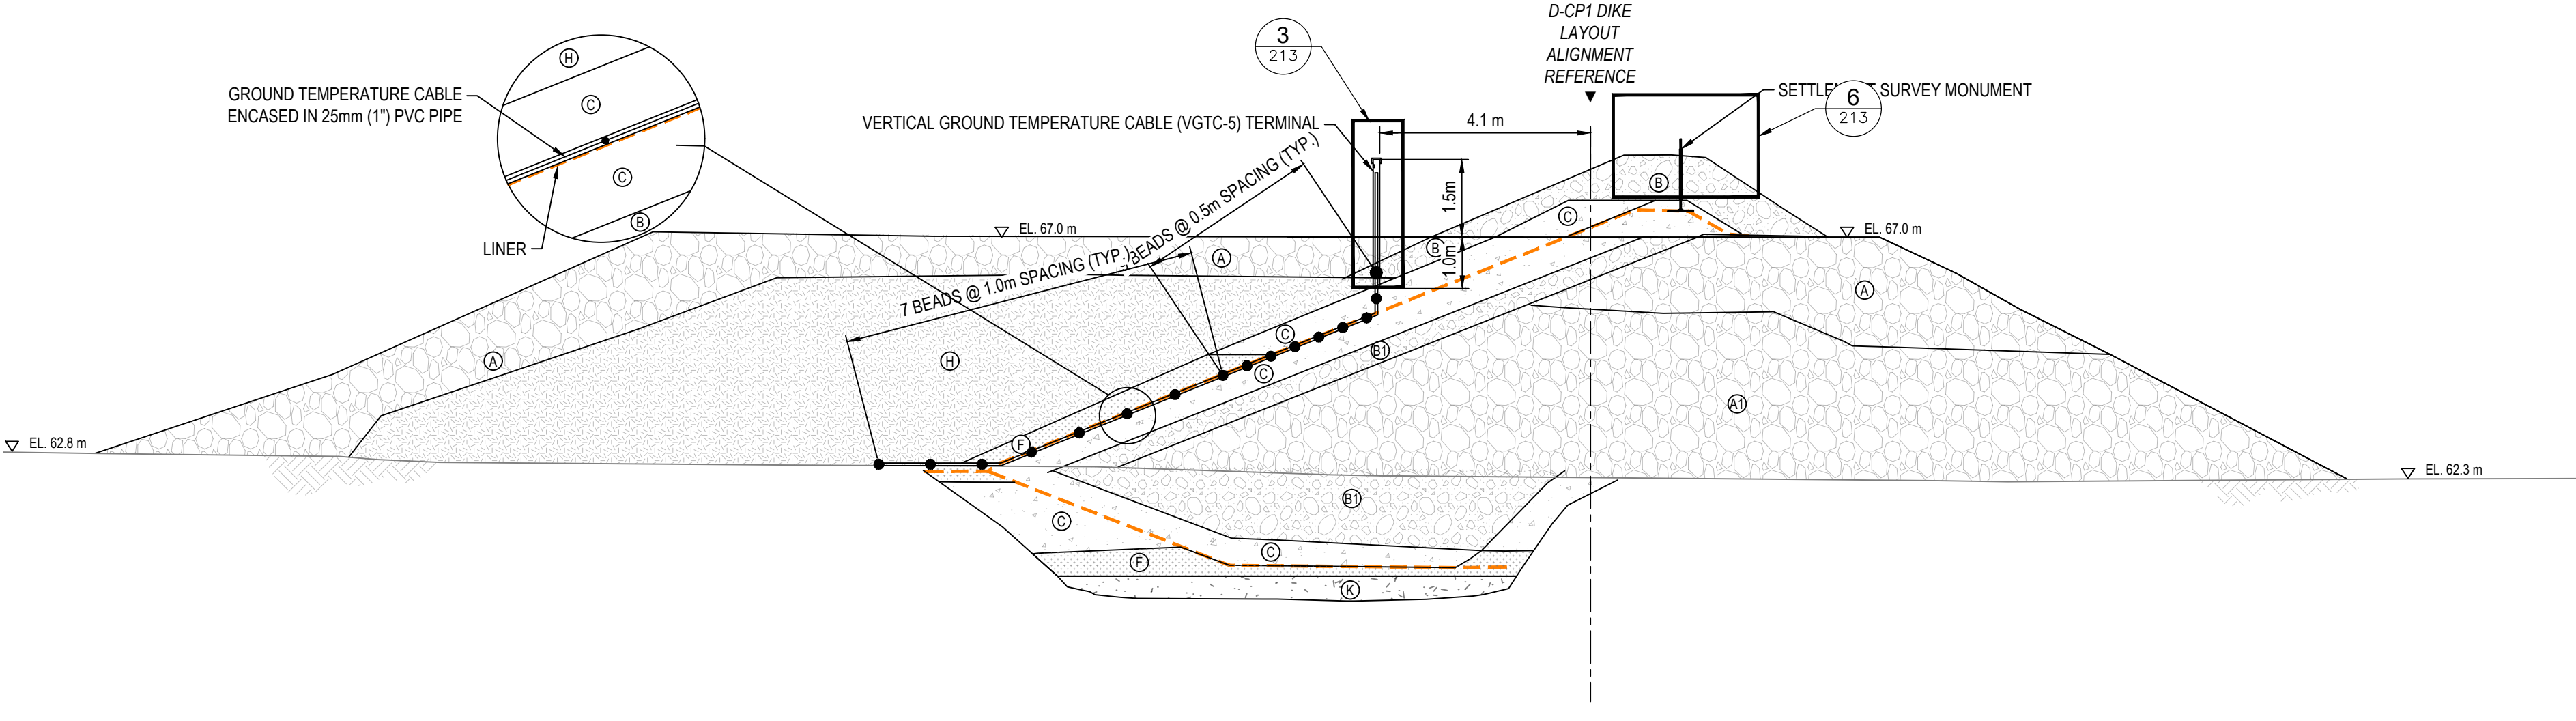 D-CP1 DIKE
LAYOUT
ALIGNMENT
REFERENCE
3
213
H
GROUND TEMPERATURE CABLE
ENCASED IN 25mm (1") PVC PIPE
C
C
B
LINER
VERTICAL GROUND TEMPERATURE CABLE (VGTC-5) TERMINAL
4.1 m
SURVEY MONUMENT
6
213
1.5m
1.0m
BEADS @ 0.5m SPACING (TYP.)
7 BEADS @ 1.0m SPACING (TYP.)
EL. 67.0 m
EL. 67.0 m
B
C
B
A
A
A
H
C
B1
C
A1
F
EL. 62.8 m
EL. 62.3 m
B1
C
C
F
K